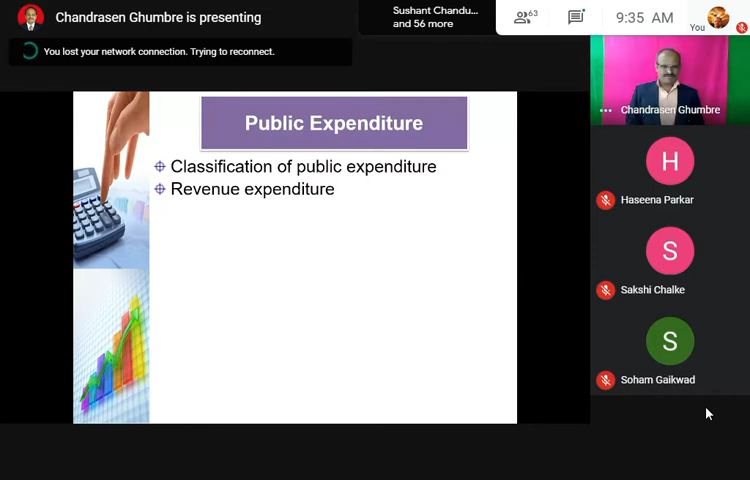 Chandrasen Ghumbre is presenting
Sushant Chandu...
and 56 more
63
9:35 AM
You
You lost your network connection. Trying to reconnect.
Public Expenditure
Classification of public expenditure
Revenue expenditure
Chandrasen Ghumbre
H
Haseena Parkar
S
Sakshi Chalke
S
Soham Gaikwad